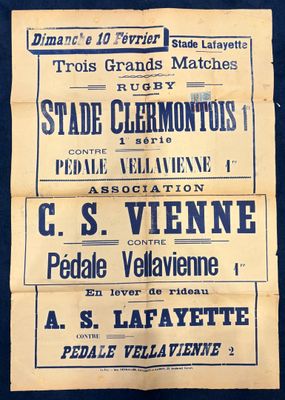 Dimanche 10 Février
Stade Lafayette
Trois Grands Matches
RUGBY
STADE CLERMONTOIS 1er
1re série
CONTRE
PÉDALE VELLAVIENNE 1re
ASSOCIATION
C. S. VIENNE
CONTRE
Pédale Vellavienne 1re
En lever de rideau
A. S. LAFAYETTE
CONTRE
PÉDALE VELLAVIENNE 2